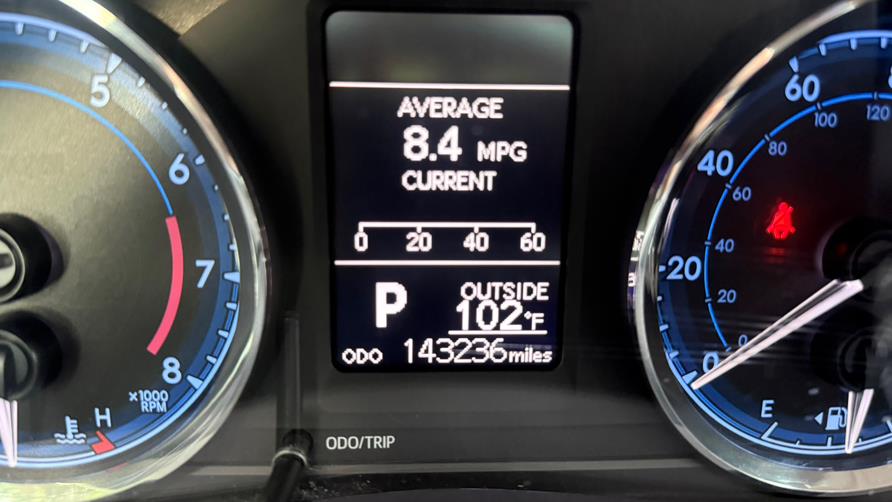 5
6
7
8
x1000
RPM
H
AVERAGE
8.4 MPG
CURRENT
0 20 40 60
P
OUTSIDE
102°F
ODO 143236 miles
ODO/TRIP
60
40
20
0
120
100
80
60
40
20
0
E